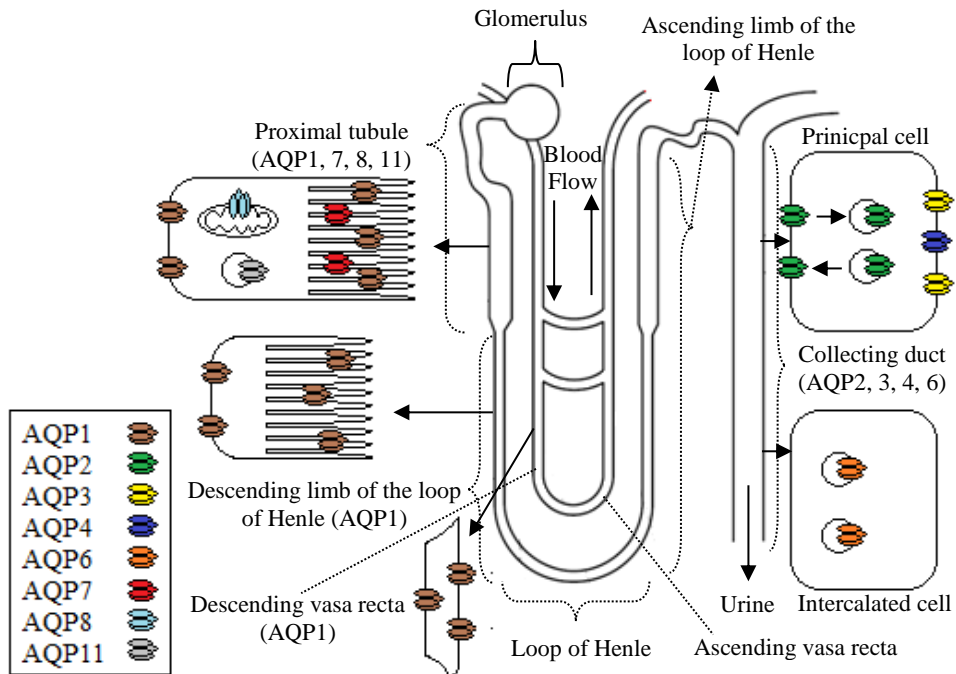 Glomerulus
Ascending limb of the
loop of Henle
Proximal tubule
(AQP1, 7, 8, 11)
Blood
Flow
Prinicpal cell
Collecting duct
(AQP2, 3, 4, 6)
AQP1
AQP2
AQP3
AQP4
AQP6
AQP7
AQP8
AQP11
Descending limb of the loop
of Henle (AQP1)
Descending vasa recta
(AQP1)
Loop of Henle
Urine
Ascending vasa recta
Intercalated cell